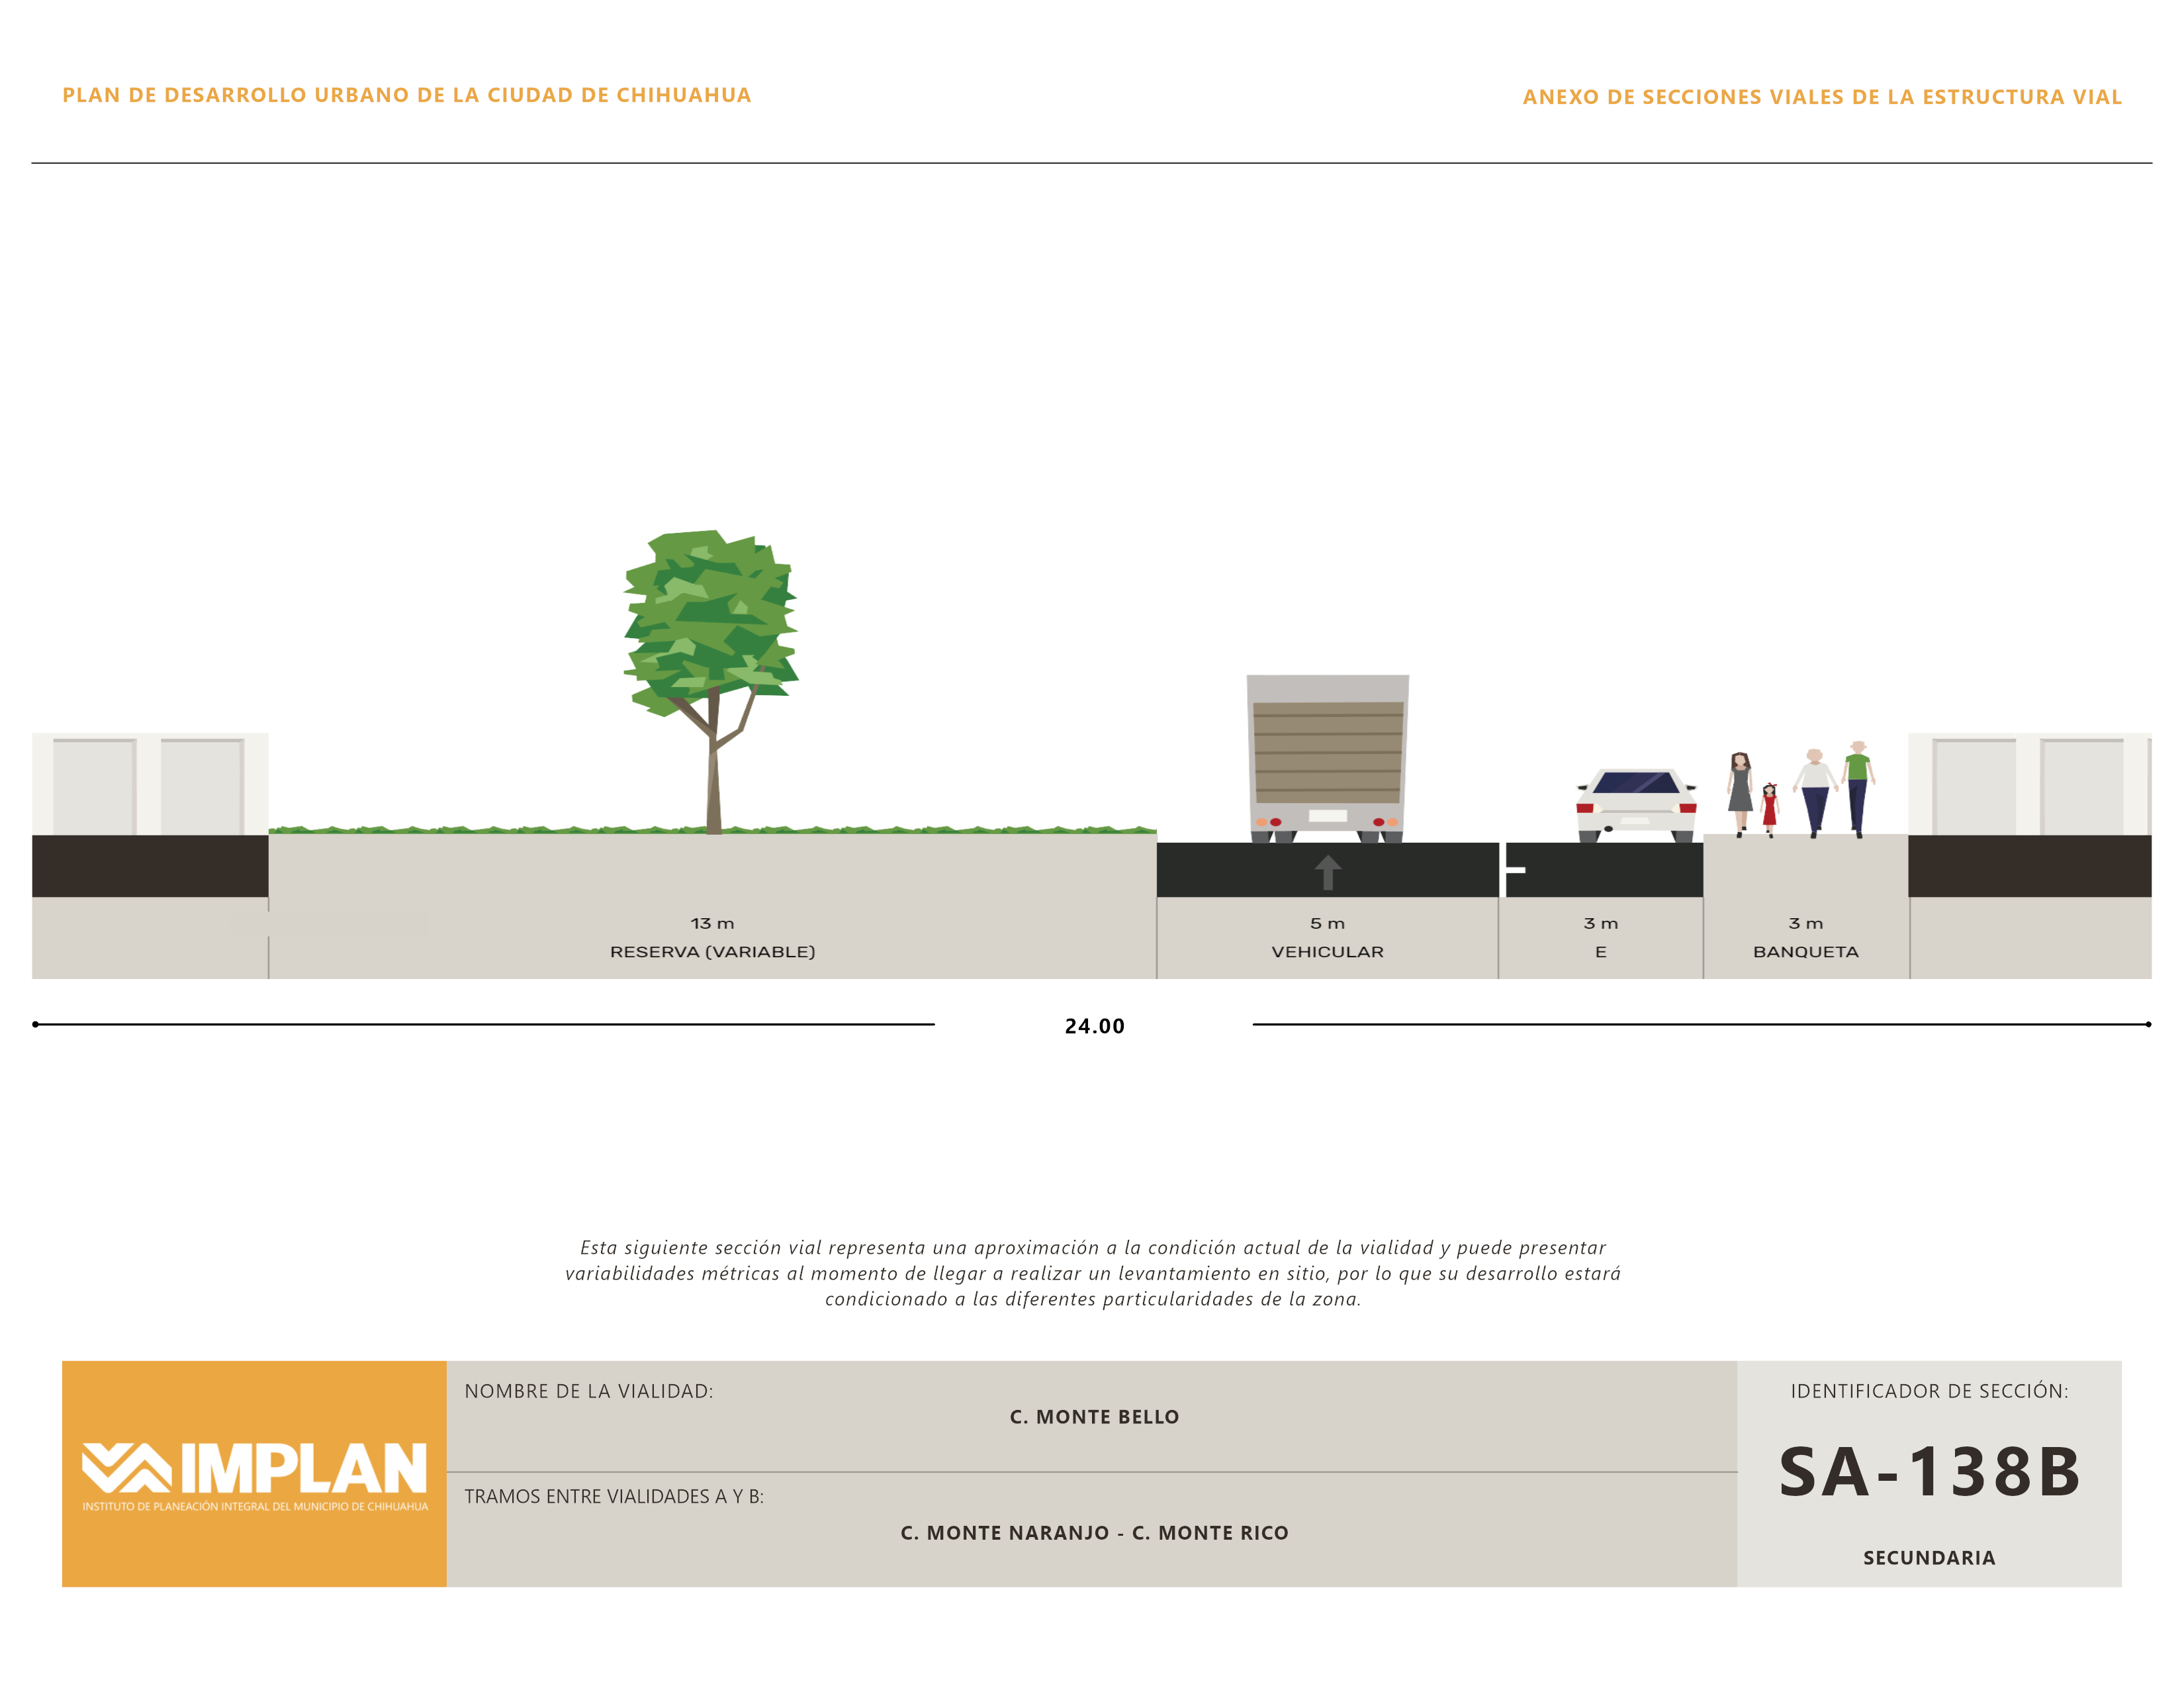 PLAN DE DESARROLLO URBANO DE LA CIUDAD DE CHIHUAHUA
ANEXO DE SECCIONES VIALES DE LA ESTRUCTURA VIAL
13 m
RESERVA (VARIABLE)
5 m
VEHICULAR
3 m
E
3 m
BANQUETA
24.00
Esta siguiente sección vial representa una aproximación a la condición actual de la vialidad y puede presentar
variabilidades métricas al momento de llegar a realizar un levantamiento en sitio, por lo que su desarrollo estará
condicionado a las diferentes particularidades de la zona.
IMPLAN
INSTITUTO DE PLANEACIÓN INTEGRAL DEL MUNICIPIO DE CHIHUAHUA
NOMBRE DE LA VIALIDAD:
C. MONTE BELLO
TRAMOS ENTRE VIALIDADES A Y B:
C. MONTE NARANJO - C. MONTE RICO
IDENTIFICADOR DE SECCIÓN:
SA-138B
SECUNDARIA